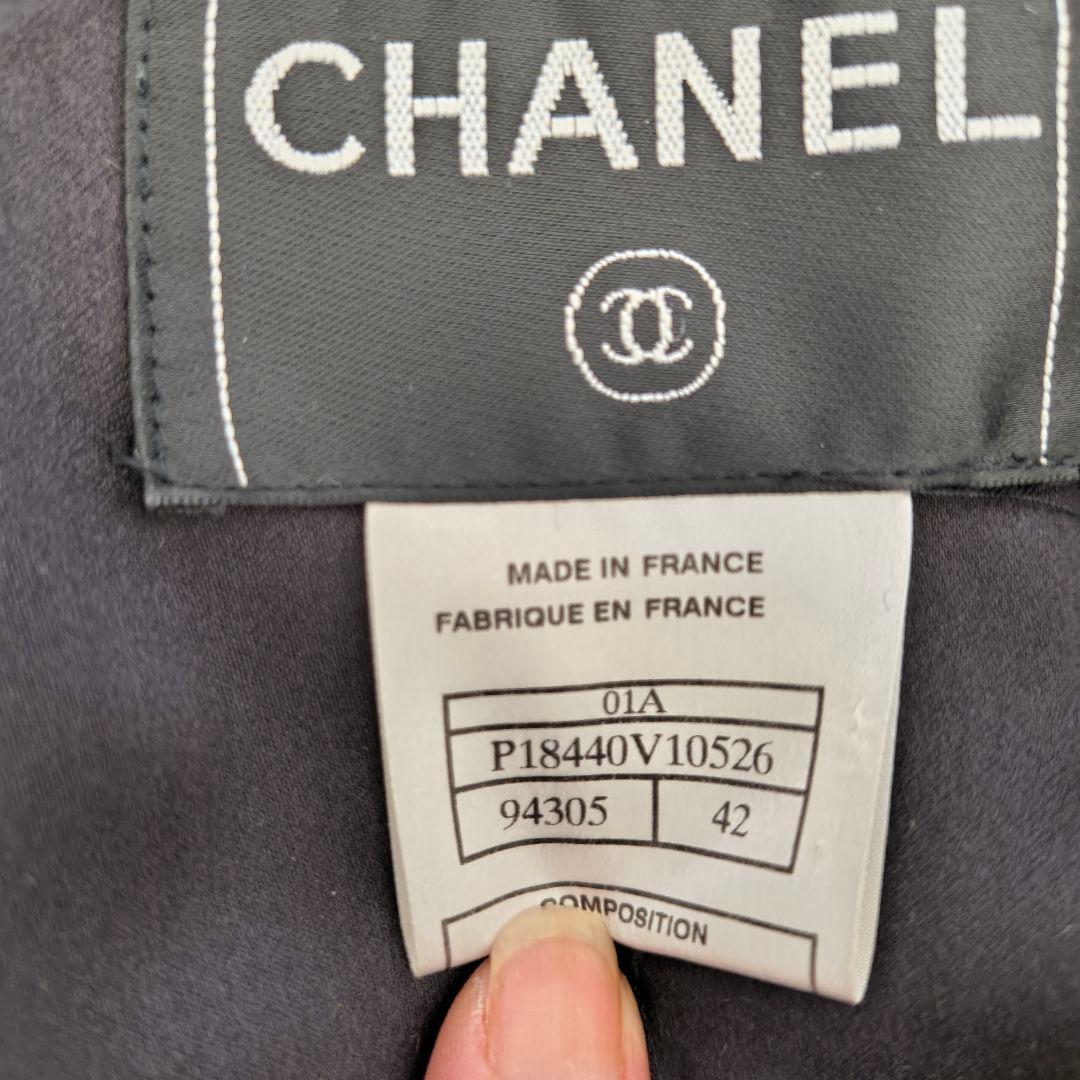 CHANEL
MADE IN FRANCE
FABRIQUE EN FRANCE
01A
P18440V10526
94305 42
COMPOSITION